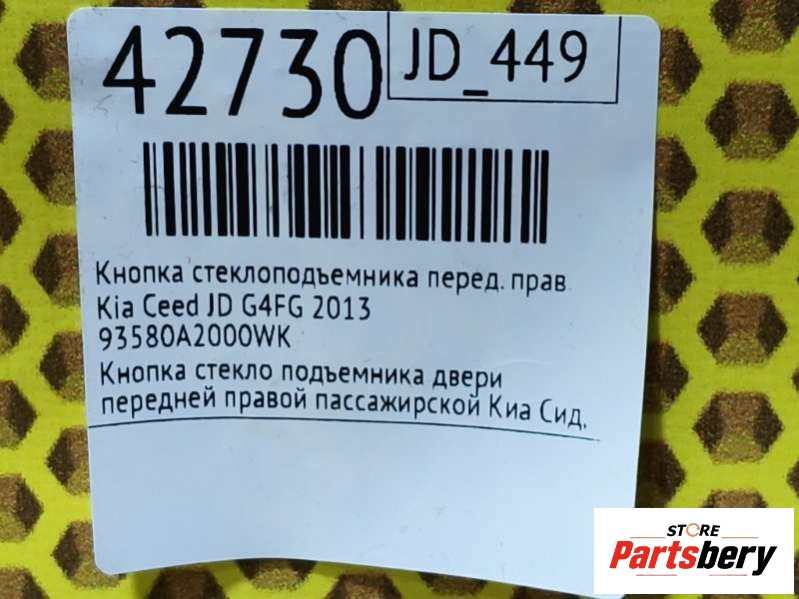 42730
JD_449
Кнопка стеклоподъемника перед. прав
Kia Ceed JD G4FG 2013
93580A2000WK
Кнопка стекло подъемника двери
передней правой пассажирской Киа Сид,
STORE
Partsbery